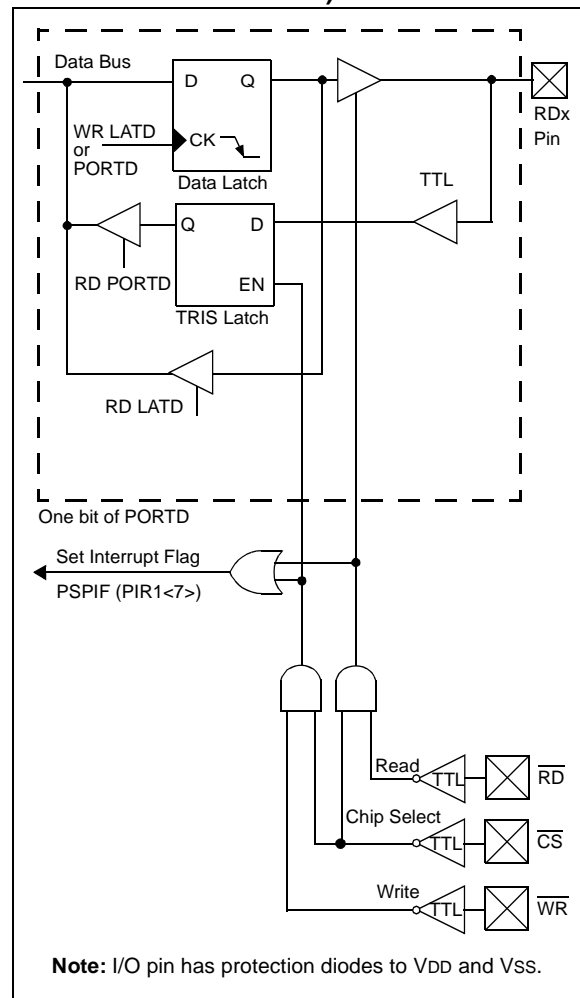 Data Bus
D Q
WR LATD
or
PORTD
CK
Data Latch
RDx
Pin
TTL
Q D
RD PORTD
EN
TRIS Latch
RD LATD
One bit of PORTD
Set Interrupt Flag
PSPIF (PIR1<7>)
Read
TTL
RD
Chip Select
TTL
CS
Write
TTL
WR
Note: I/O pin has protection diodes to VDD and VSS.